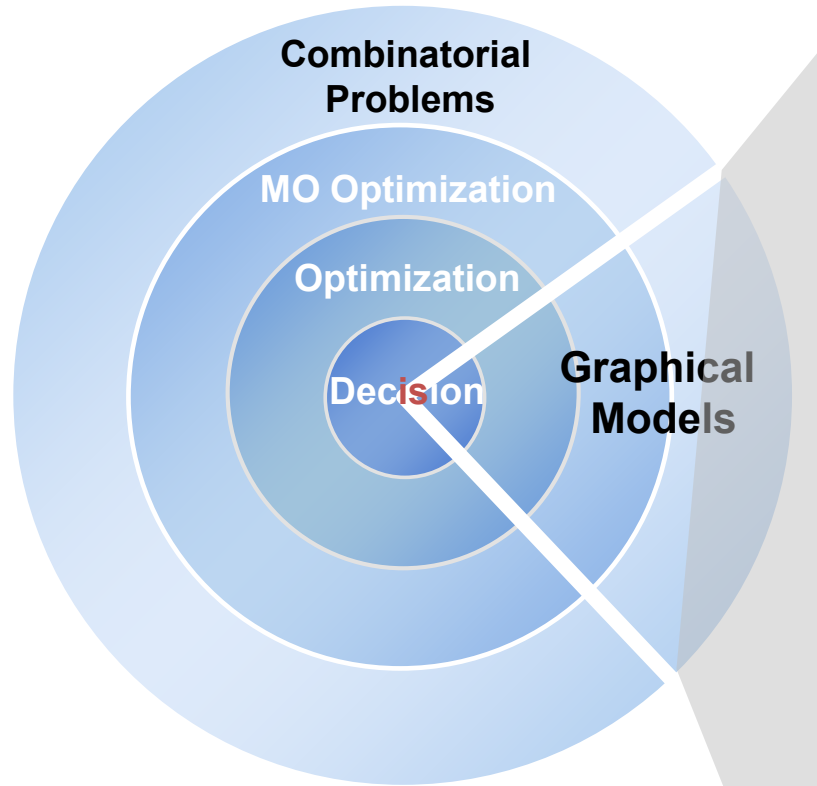 Combinatorial
Problems
MO Optimization
Optimization
Decision
Graphical
Models